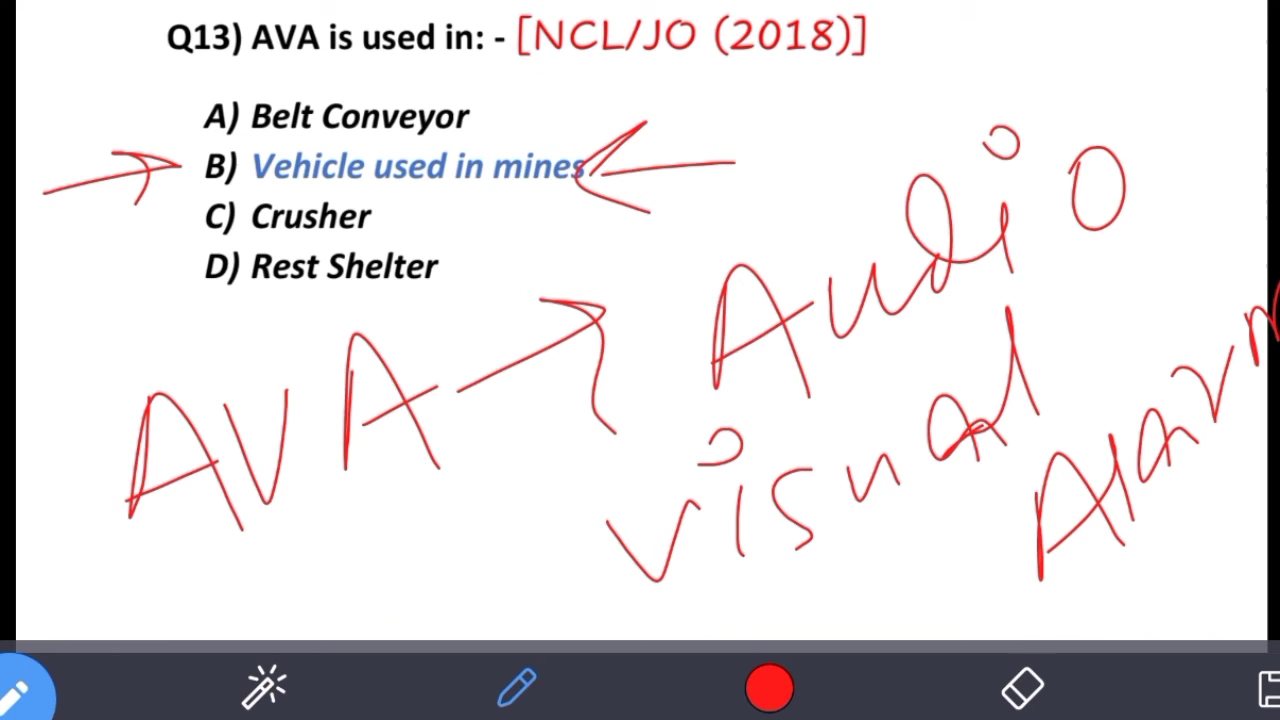 Q13) AVA is used in: - [NCL/JO (2018)]
A) Belt Conveyor
B) Vehicle used in mines
C) Crusher
D) Rest Shelter
AVA → Audio
visual
Alarm